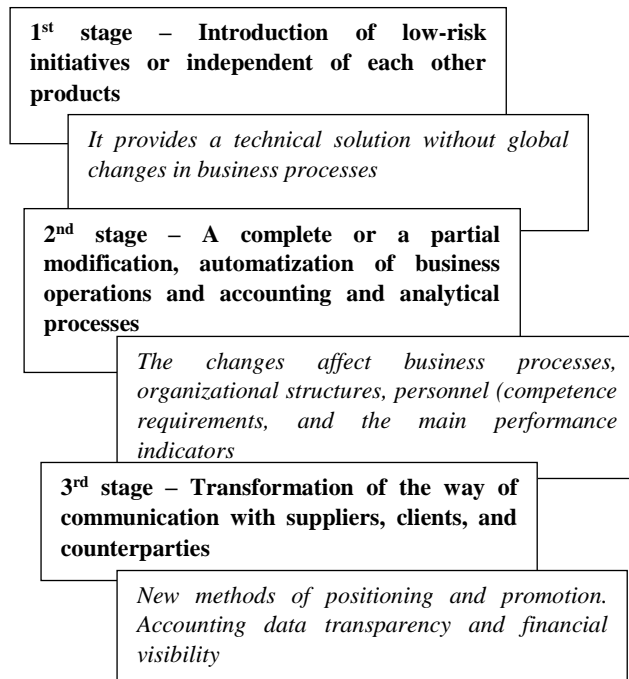 1st stage – Introduction of low-risk
initiatives or independent of each other
products
It provides a technical solution without global
changes in business processes
2nd stage – A complete or a partial
modification, automatization of business
operations and accounting and analytical
processes
The changes affect business processes,
organizational structures, personnel (competence
requirements, and the main performance
indicators
3rd stage – Transformation of the way of
communication with suppliers, clients, and
counterparties
New methods of positioning and promotion.
Accounting data transparency and financial
visibility